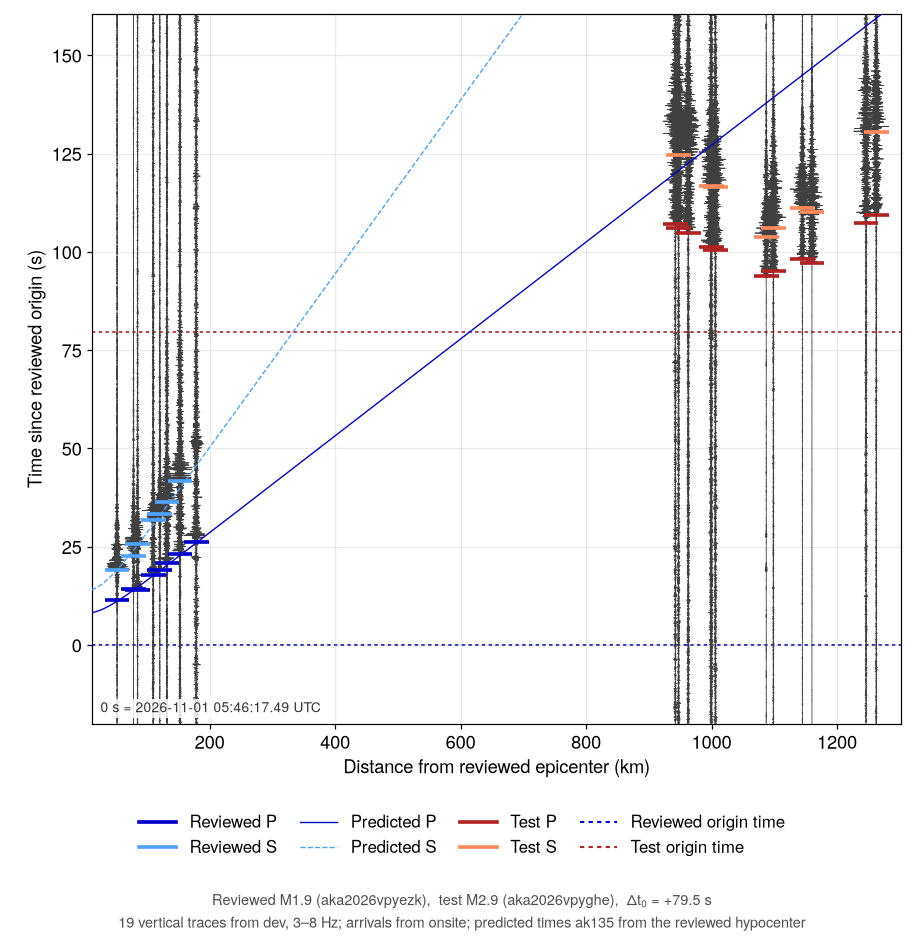 150
125
100
75
50
25
0
Time since reviewed origin (s)
0 s = 2026-11-01 05:46:17.49 UTC
200 400 600 800 1000 1200
Distance from reviewed epicenter (km)
Reviewed P Predicted P Test P Reviewed origin time
Reviewed S Predicted S Test S Test origin time
Reviewed M1.9 (aka2026vpyezk), test M2.9 (aka2026vpyghe), Δt₀ = +79.5 s
19 vertical traces from dev, 3–8 Hz; arrivals from onsite; predicted times ak135 from the reviewed hypocenter